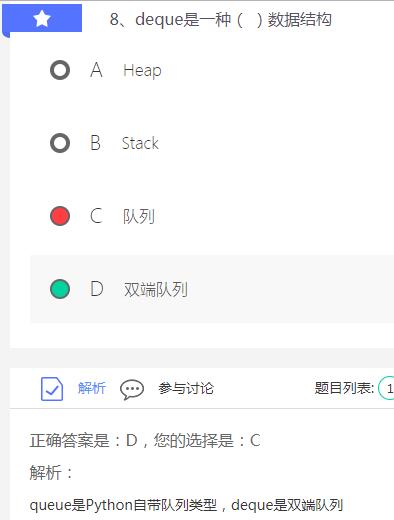 8、deque是一种（ ）数据结构
A Heap
B Stack
C 队列
D 双端队列
解析 参与讨论 题目列表: 1
正确答案是：D，您的选择是：C
解析：
queue是Python自带队列类型，deque是双端队列